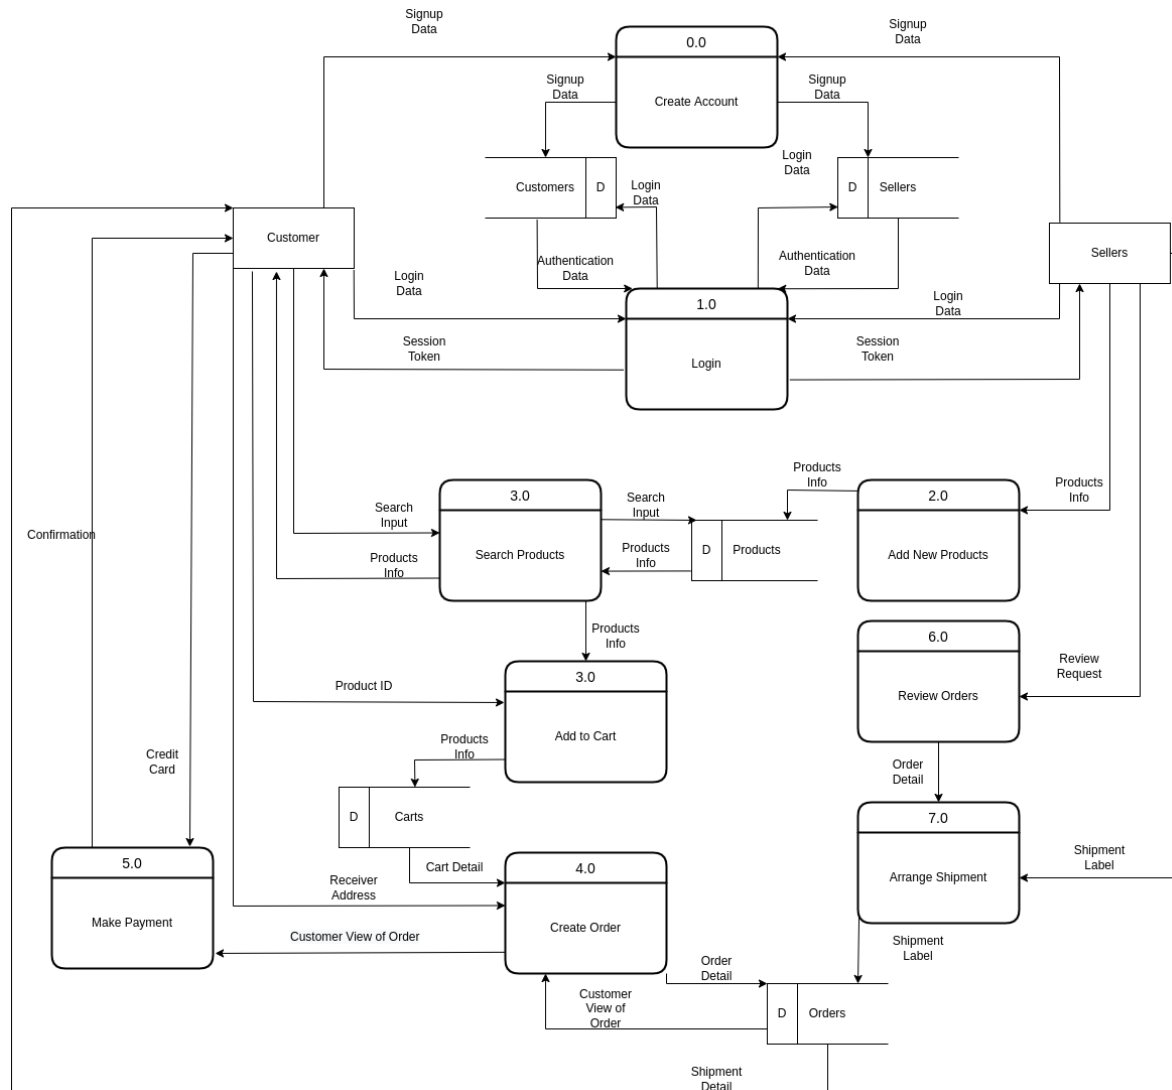 Signup
Data
0.0
Signup
Data
Create Account
Signup
Data
Signup
Data
Customers
D
Login
Data
Login
Data
D
Sellers
Customer
Sellers
Authentication
Data
Authentication
Data
Login
Data
1.0
Login
Login
Data
Session
Token
Session
Token
3.0
Search Products
Search
Input
Products
Info
Search
Input
Products
Info
D
Products
Products
Info
2.0
Add New Products
Products
Info
Confirmation
Products
Info
3.0
Add to Cart
Product ID
6.0
Review Orders
Review
Request
Products
Info
Credit
Card
D
Carts
Order
Detail
7.0
Arrange Shipment
Shipment
Label
5.0
Make Payment
Cart Detail
4.0
Create Order
Receiver
Address
Customer View of Order
Shipment
Label
Order
Detail
Customer
View of
Order
D
Orders
Shipment
Detail